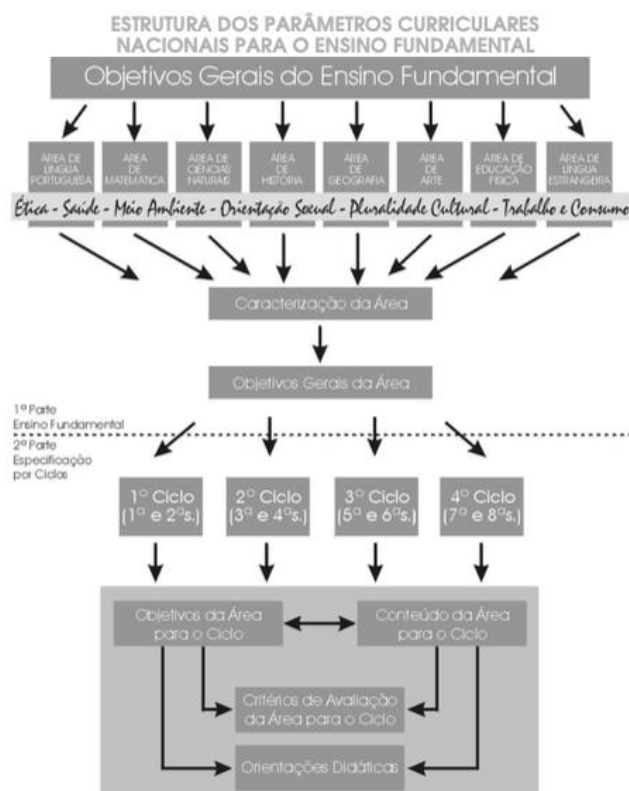 ESTRUTURA DOS PARÂMETROS CURRICULARES
NACIONAIS PARA O ENSINO FUNDAMENTAL
Objetivos Gerais do Ensino Fundamental
ÁREA DE
LÍNGUA
PORTUGUESA
ÁREA
DE
MATEMÁTICA
ÁREA DE
CIÊNCIAS
NATURAIS
ÁREA
DE
HISTÓRIA
ÁREA
DE
GEOGRAFIA
ÁREA
DE
ARTE
ÁREA DE
EDUCAÇÃO
FÍSICA
ÁREA DE
LÍNGUA
ESTRANGEIRA
Ética - Saúde - Meio Ambiente - Orientação Sexual - Pluralidade Cultural - Trabalho e Consumo
Caracterização da Área
Objetivos Gerais da Área
1ª Parte
Ensino Fundamental
2ª Parte
Especificação
por Ciclos
1º Ciclo
(1ª e 2ªs.)
2º Ciclo
(3ª e 4ªs.)
3º Ciclo
(5ª e 6ªs.)
4º Ciclo
(7ª e 8ªs.)
Objetivos da Área
para o Ciclo
Conteúdo da Área
para o Ciclo
Critérios de Avaliação
da Área para o Ciclo
Orientações Didáticas